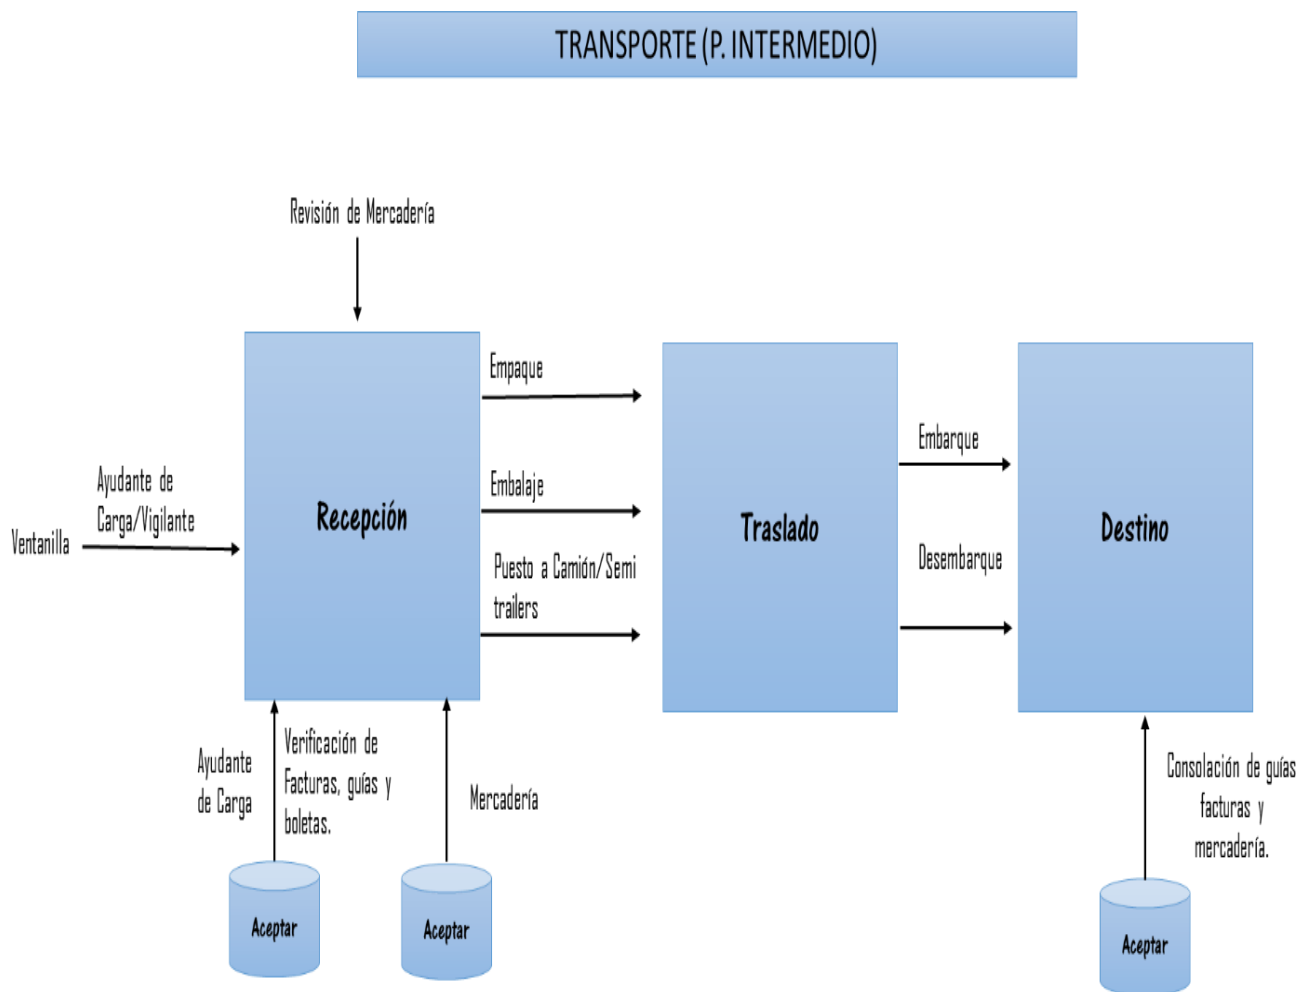 TRANSPORTE (P. INTERMEDIO)
Revisión de Mercadería
Empaque
Embarque
Ayudante de
Carga/Vigilante
Ventanilla
Recepción
Embalaje
Traslado
Destino
Puesto a Camión/Semi
trailers
Desembarque
Ayudante
de Carga
Verificación de
Facturas, guías y
boletas.
Mercadería
Consolación de guías
facturas y
mercadería.
Aceptar
Aceptar
Aceptar